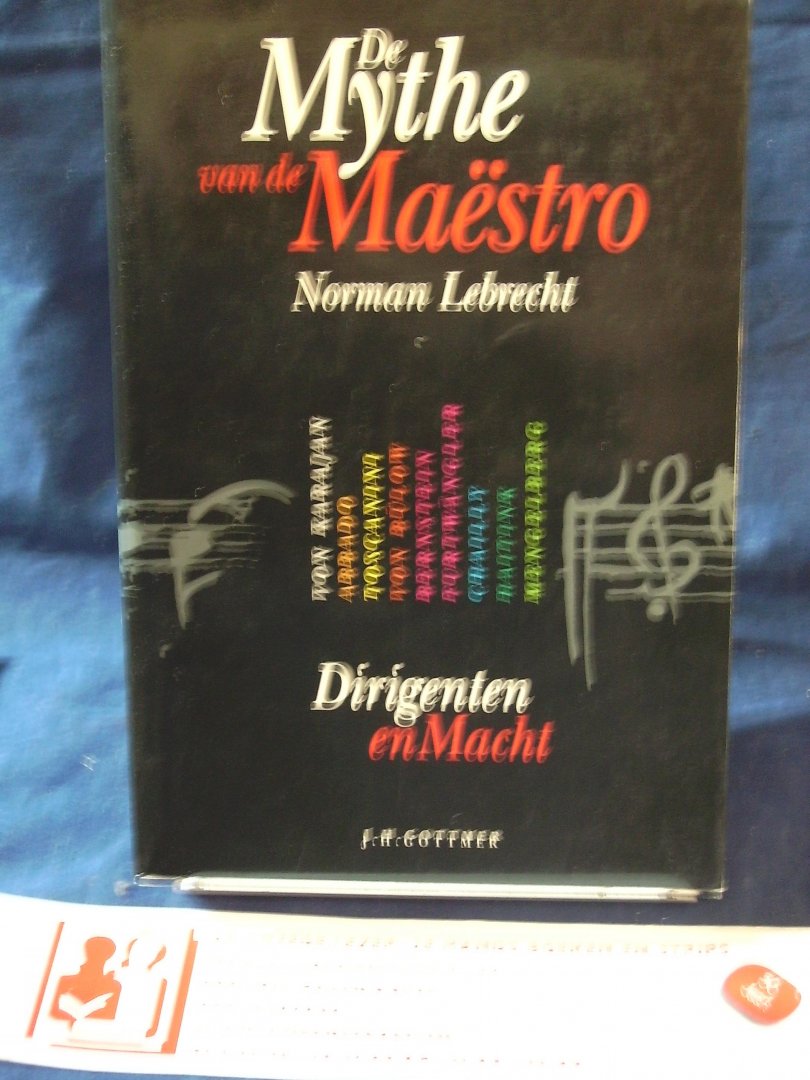 De
Mythe
van de Maëstro
Norman Lebrecht
VON KARAJAN
ABBADO
TOSCANINI
VON BÜLOW
BERNSTEIN
FURTWÄNGLER
CHAILLY
HAITINK
MENGELBERG
Dirigenten
en Macht
J.H. GOTTMER